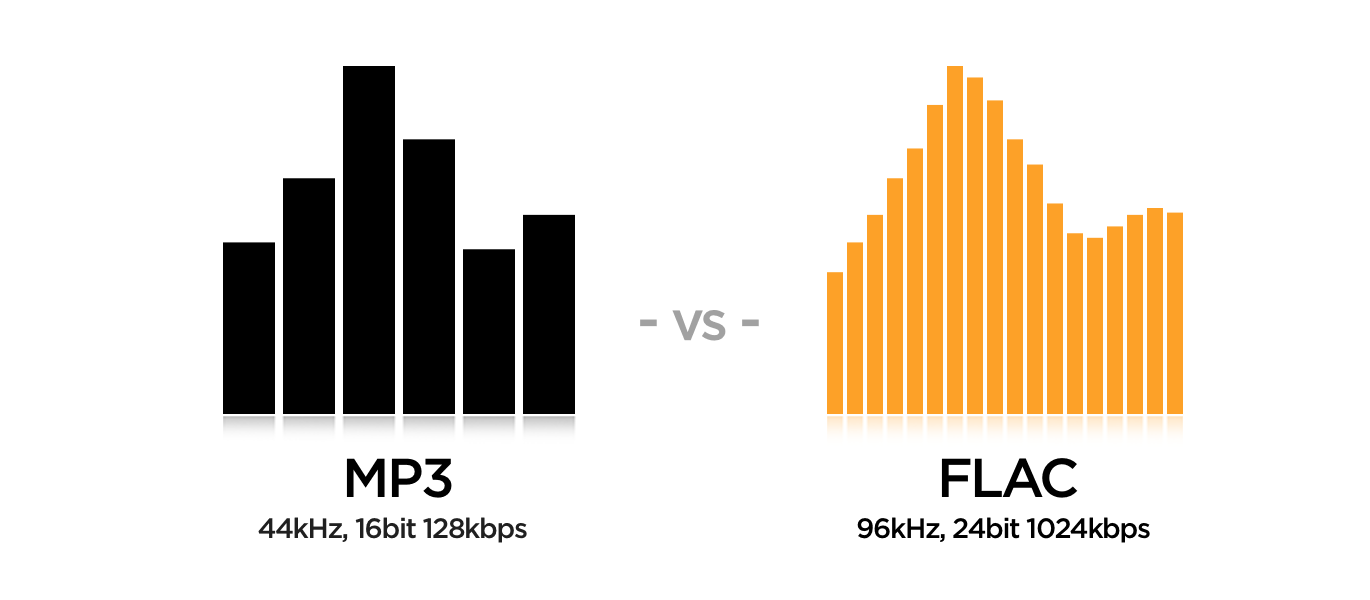 - vs -
MP3
44kHz, 16bit 128kbps
FLAC
96kHz, 24bit 1024kbps